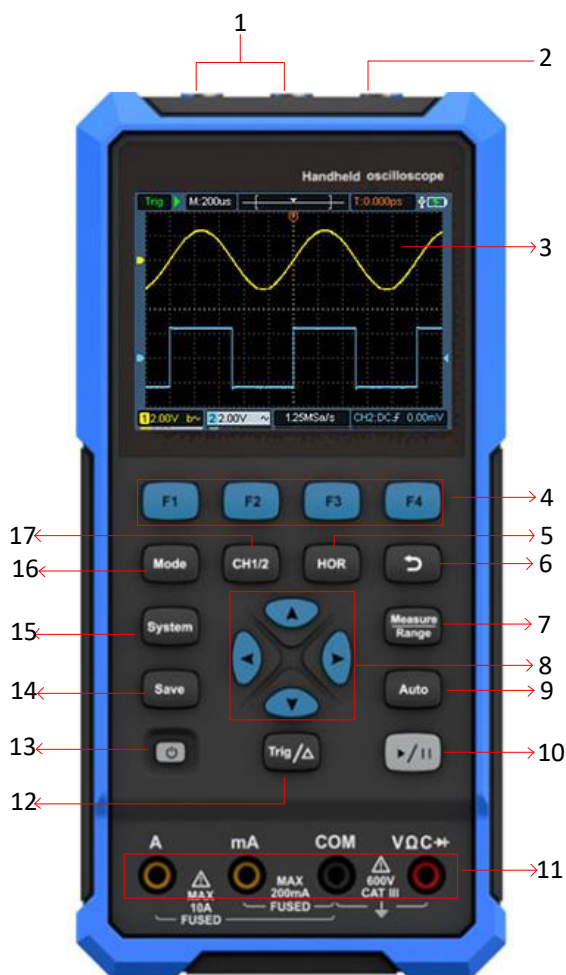 1
2
Handheld oscilloscope
Trig M:200us T:0.000ps
T
3
1 2.00V 2 2.00V 1.25MSa/s CH2:DC 0.00mV
F1 F2 F3 F4
4
17
5
16
Mode CH1/2 HOR
6
15
System
Measure
Range
7
8
14
Save
Auto
9
13
10
Trig/△
12
A mA COM VΩC
11
MAX
10A
FUSED
MAX
200mA
FUSED
600V
CAT III